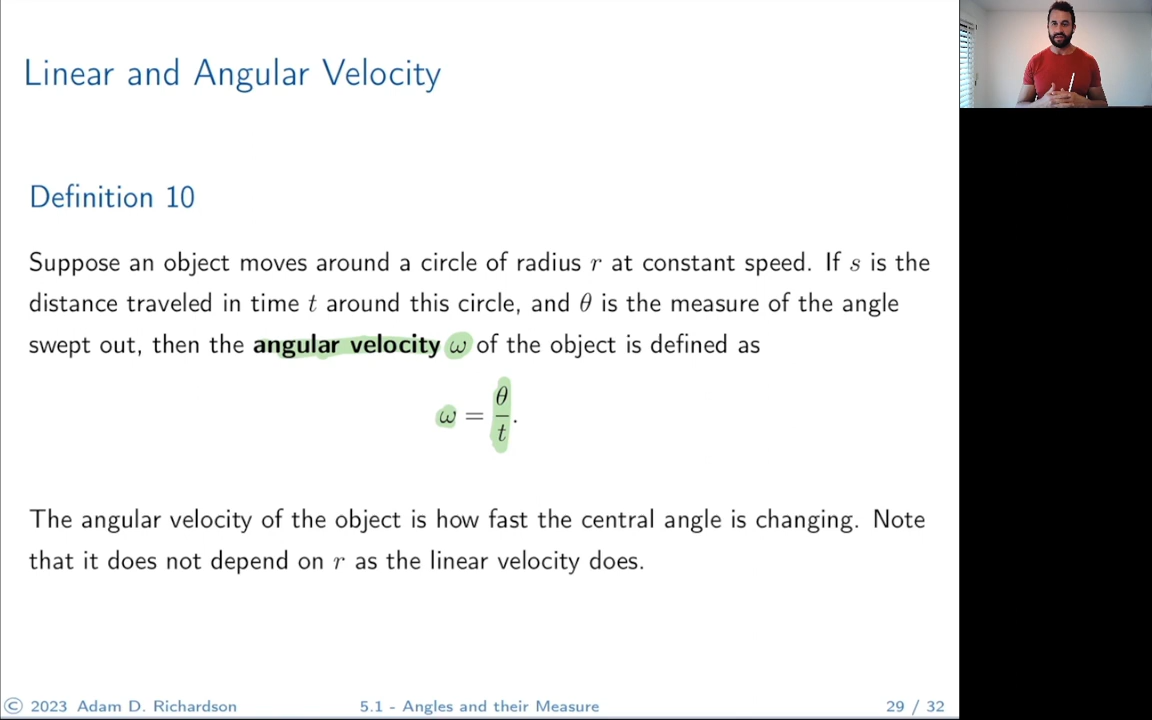 Linear and Angular Velocity
Definition 10
Suppose an object moves around a circle of radius r at constant speed. If s is the
distance traveled in time t around this circle, and θ is the measure of the angle
swept out, then the angular velocity ω of the object is defined as
ω = θ/t.
The angular velocity of the object is how fast the central angle is changing. Note
that it does not depend on r as the linear velocity does.
© 2023 Adam D. Richardson 5.1 - Angles and their Measure 29 / 32